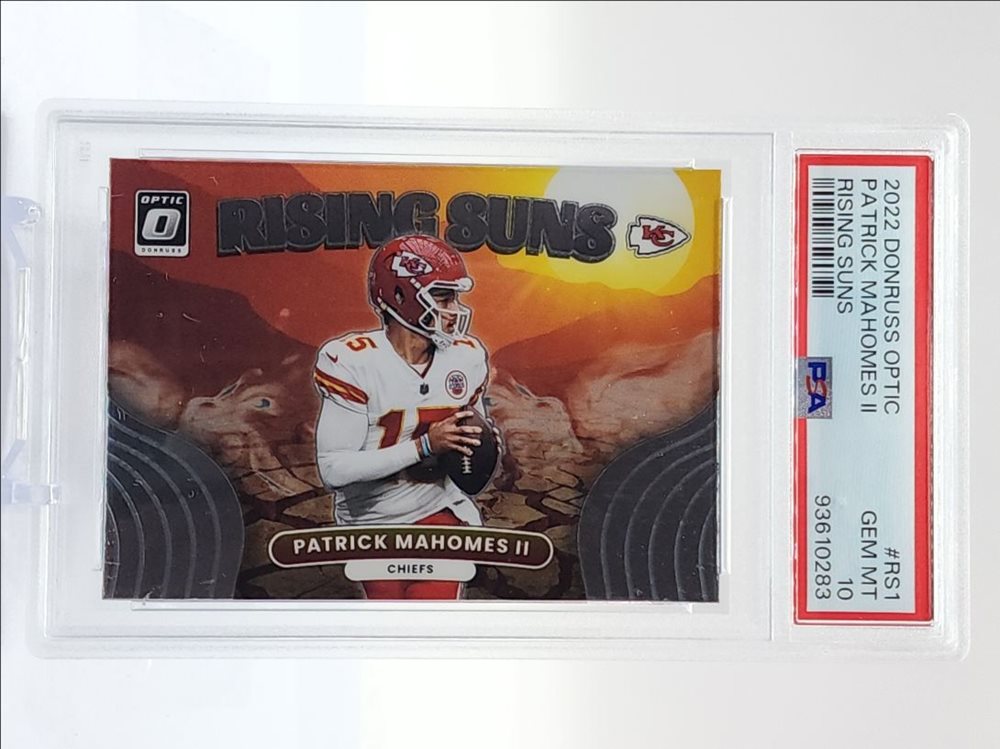 OPTIC
DONRUSS
RISING SUNS
KC
15
15
PATRICK MAHOMES II
CHIEFS
2022 DONRUSS OPTIC #RS1
PATRICK MAHOMES II GEM MT
RISING SUNS 10
PSA 93610283